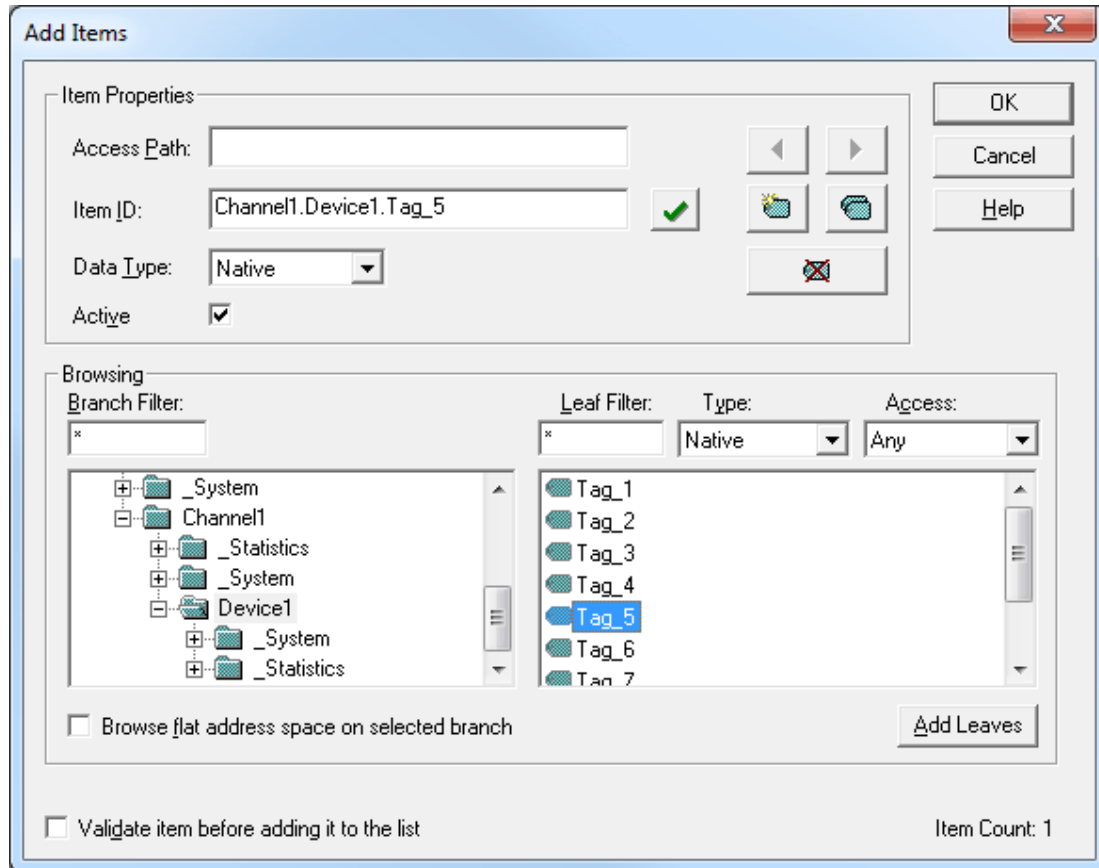 Add Items
Item Properties
Access Path:
OK
Cancel
Item ID: Channel1.Device1.Tag_5
Help
Data Type: Native
Active
Browsing
Branch Filter: Leaf Filter: Type: Access:
* * Native Any
_System
Channel1
_Statistics
_System
Device1
_System
_Statistics
Tag_1
Tag_2
Tag_3
Tag_4
Tag_5
Tag_6
Tag_7
Browse flat address space on selected branch
Add Leaves
Validate item before adding it to the list
Item Count: 1